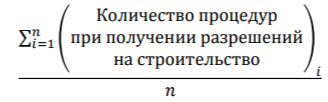 Количество процедур
∑ⁿᵢ₌₁ ( при получении разрешений )ᵢ
на строительство
n